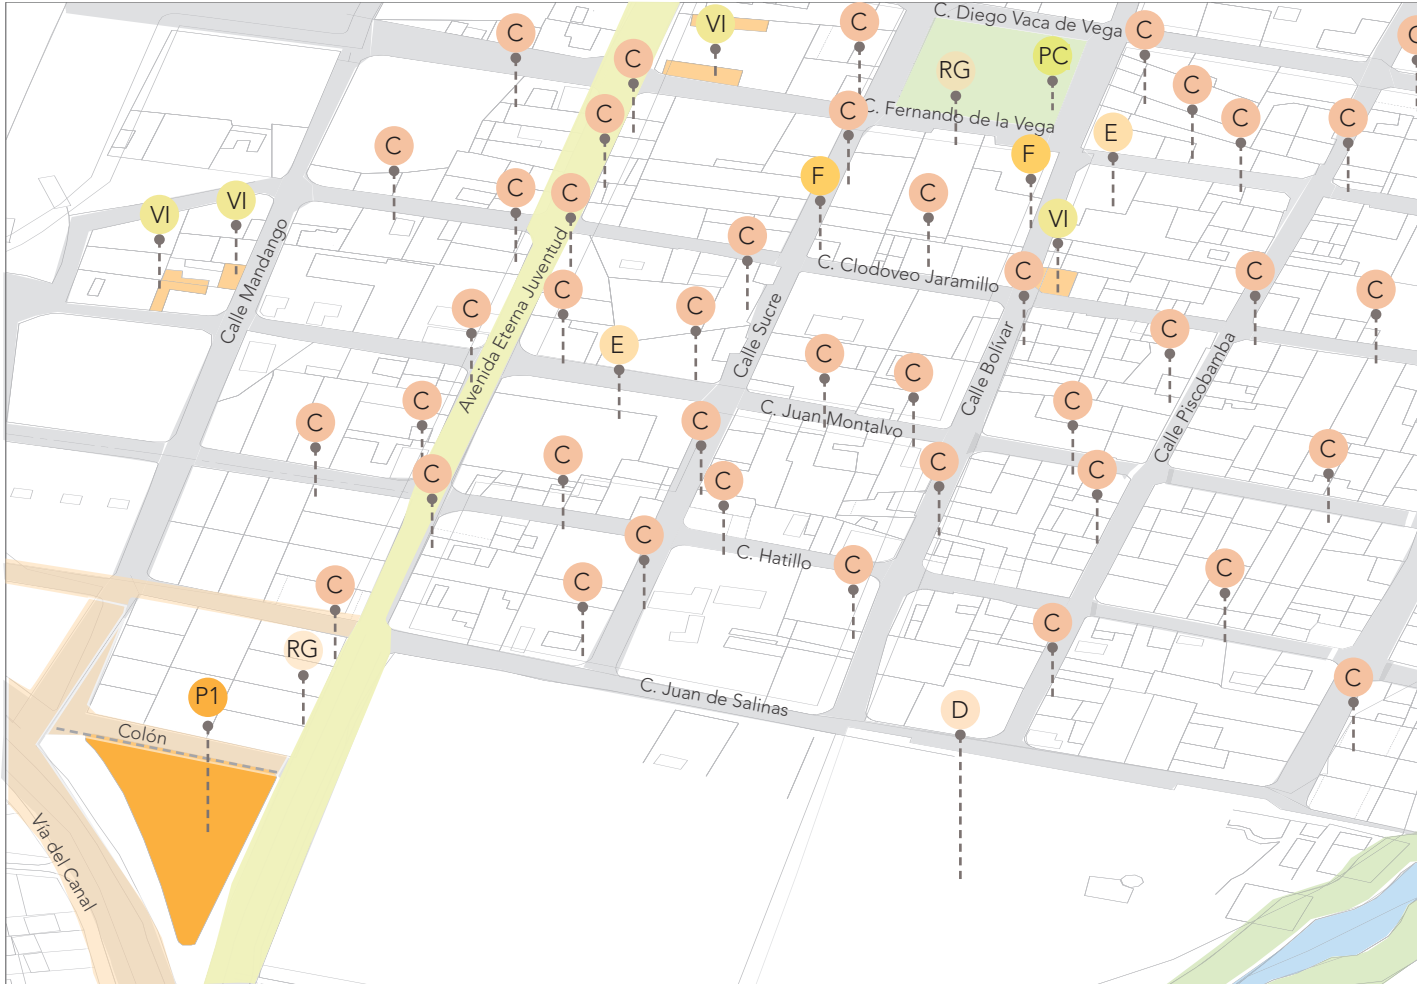 C. Diego Vaca de Vega
C
VI
C
C
C
C
RG
PC
C
C
C
C
C
C. Fernando de la Vega
C
E
C
F
F
C
C
C
VI
VI
VI
C
Avenida Eterna Juventud
Calle Mandango
C. Clodoveo Jaramillo
C
C
C
C
C
C
Calle Sucre
C
E
C
C
Calle Bolívar
Calle Piscobamba
C
C
C
C
C. Juan Montalvo
C
C
C
C
C
C
C
C
C. Hatillo
C
C
C
C
C
C
RG
C
P1
C. Juan de Salinas
D
Colón
Vía del Canal